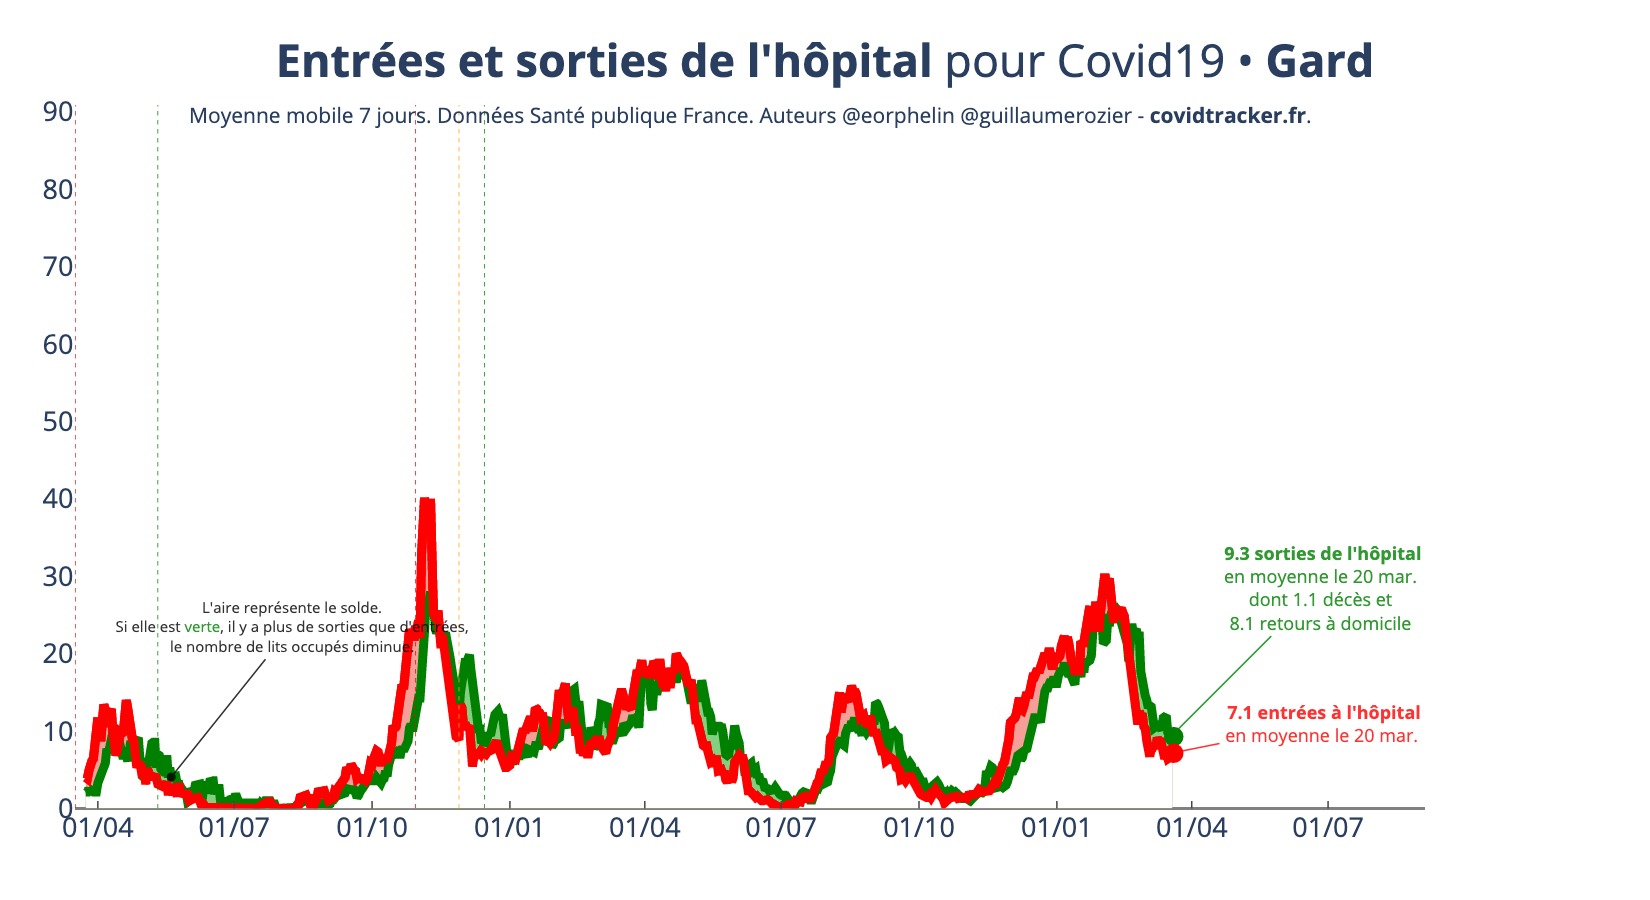 Entrées et sorties de l'hôpital pour Covid19 • Gard
Moyenne mobile 7 jours. Données Santé publique France. Auteurs @eorphelin @guillaumerozier - covidtracker.fr.
90
80
70
60
50
40
30
20
10
0
L'aire représente le solde.
Si elle est verte, il y a plus de sorties que d'entrées,
le nombre de lits occupés diminue.
9.3 sorties de l'hôpital
en moyenne le 20 mar.
dont 1.1 décès et
8.1 retours à domicile
7.1 entrées à l'hôpital
en moyenne le 20 mar.
01/04 01/07 01/10 01/01 01/04 01/07 01/10 01/01 01/04 01/07